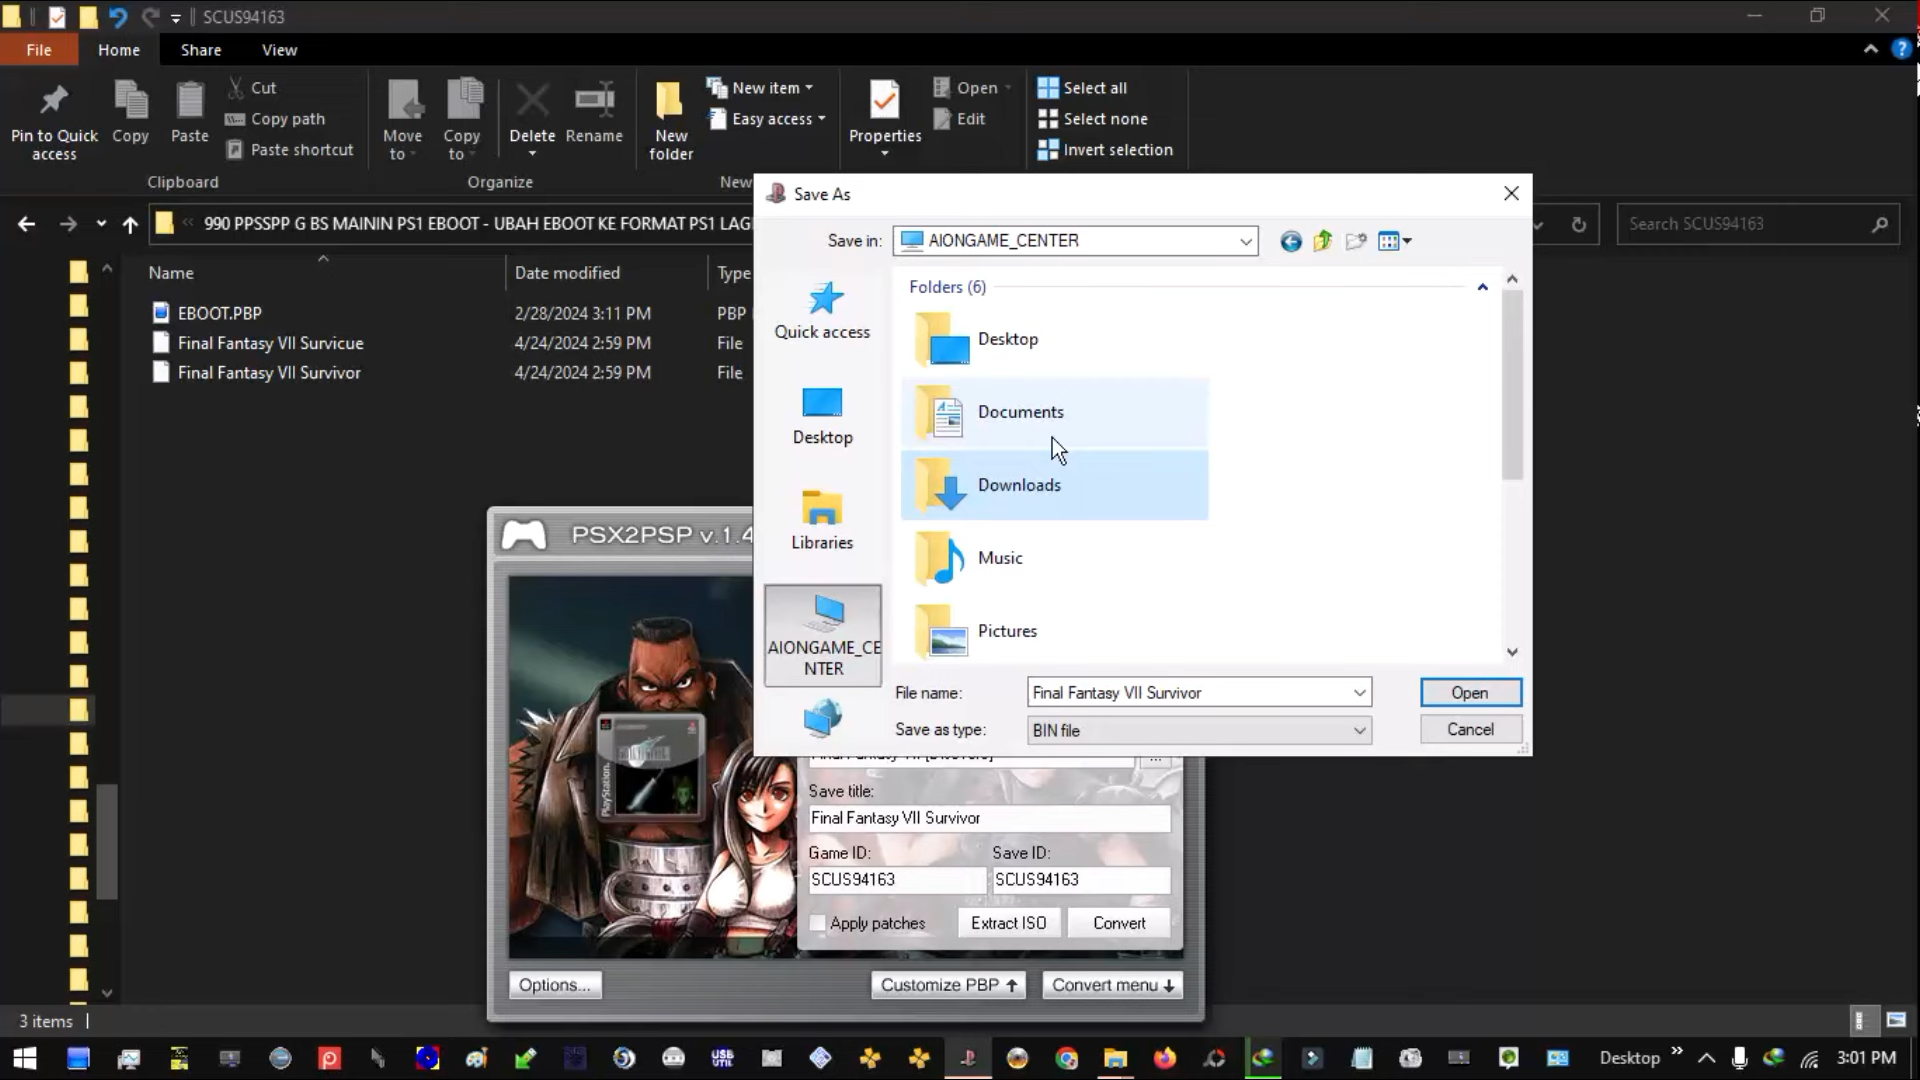 SCUS94163
File
Home
Share
View
Pin to Quick
access
Copy
Paste
Cut
Copy path
Paste shortcut
Clipboard
Move
to
Copy
to
Delete
Rename
Organize
New
folder
New item
Easy access
New
Properties
Open
Edit
Select all
Select none
Invert selection
990 PPSSPP G BS MAININ PS1 EBOOT - UBAH EBOOT KE FORMAT PS1 LAG
Search SCUS94163
Name
Date modified
Type
EBOOT.PBP
2/28/2024 3:11 PM
PBP
Final Fantasy VII Survicue
4/24/2024 2:59 PM
File
Final Fantasy VII Survivor
4/24/2024 2:59 PM
File
Save As
Save in:
AIONGAME_CENTER
Quick access
Desktop
Libraries
AIONGAME_CE
NTER
Folders (6)
Desktop
Documents
Downloads
Music
Pictures
File name:
Final Fantasy VII Survivor
Open
Save as type:
BIN file
Cancel
PSX2PSP v.1.4
PlayStation
Save title:
Final Fantasy VII Survivor
Game ID:
Save ID:
SCUS94163
SCUS94163
Apply patches
Extract ISO
Convert
Options...
Customize PBP
Convert menu
3 items
USB
UTIL
Desktop
3:01 PM